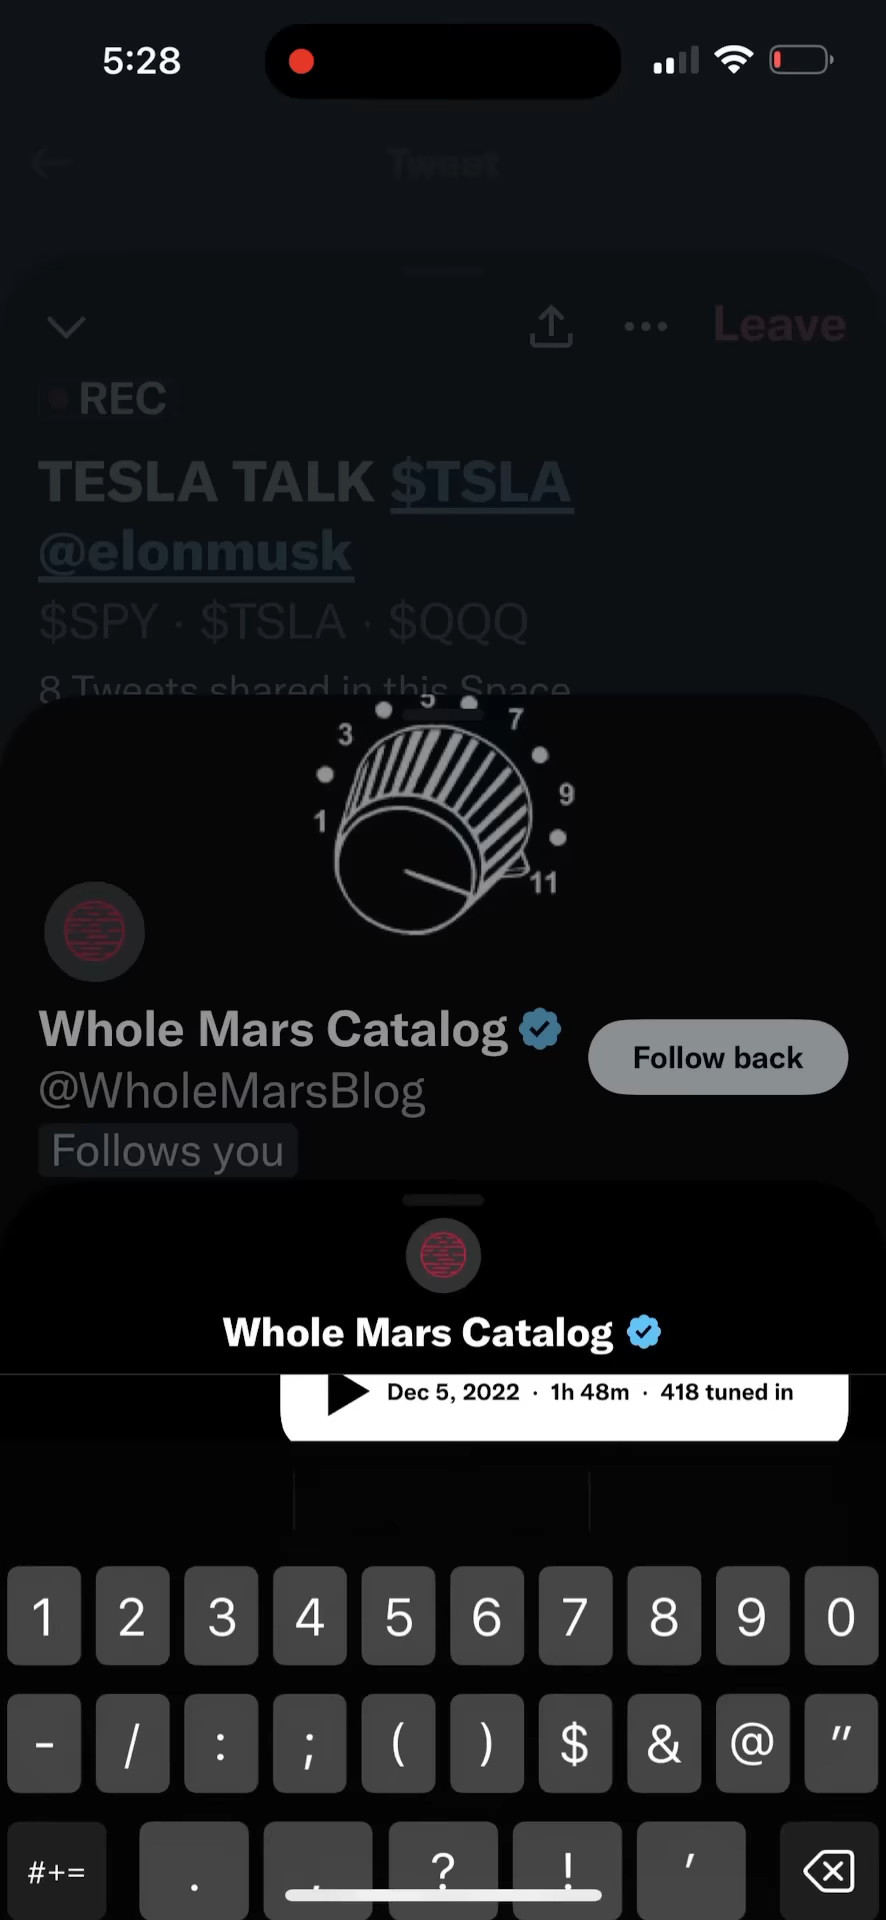 5:28
Tweet
Leave
REC
TESLA TALK $TSLA
@elonmusk
$SPY · $TSLA · $QQQ
8 Tweets shared in this Space
1 3 5 7 9 11
Whole Mars Catalog
@WholeMarsBlog
Follows you
Follow back
Whole Mars Catalog
Dec 5, 2022 · 1h 48m · 418 tuned in
1 2 3 4 5 6 7 8 9 0
- / : ; ( ) $ & @ "
#+= . , ? ! '